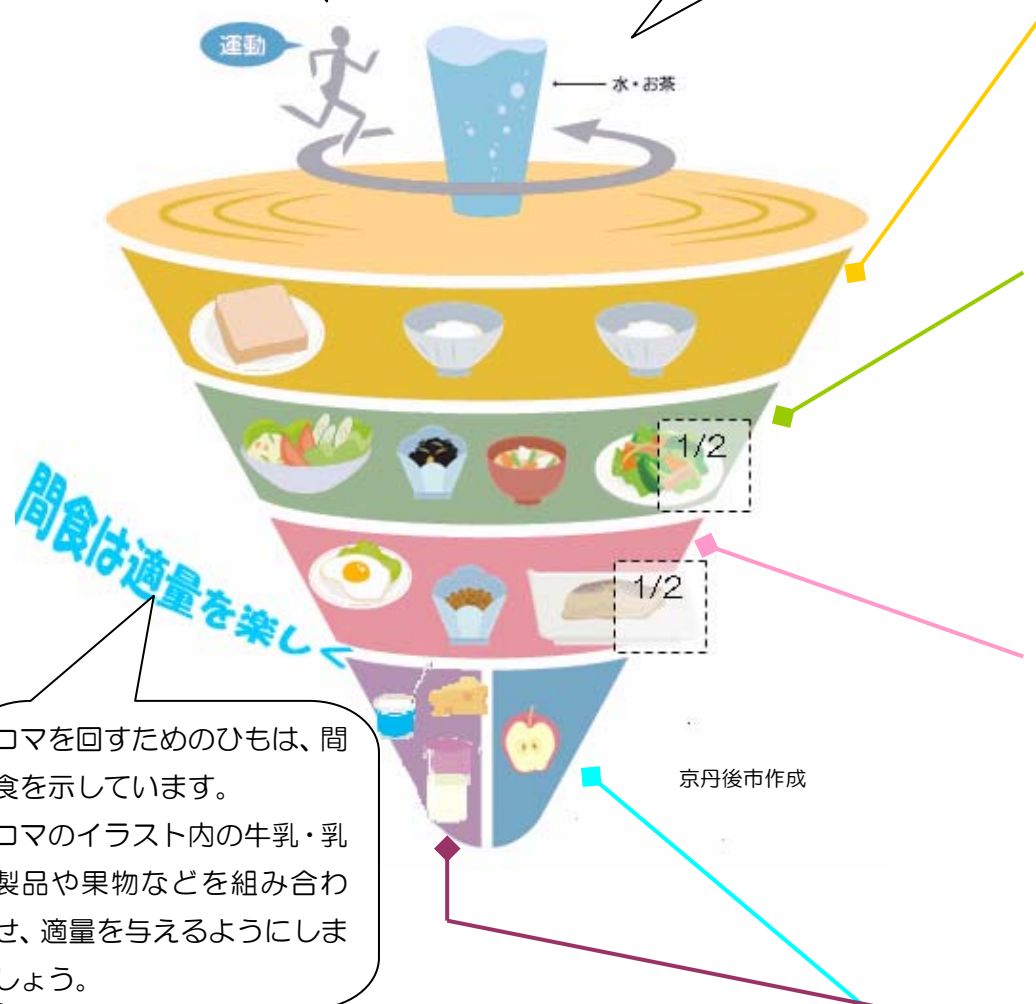 運動
水・お茶
1/2
1/2
間食は適量を楽しく
コマを回すためのひもは、間
食を示しています。
コマのイラスト内の牛乳・乳
製品や果物などを組み合わ
せ、適量を与えるようにしま
しょう。
京丹後市作成